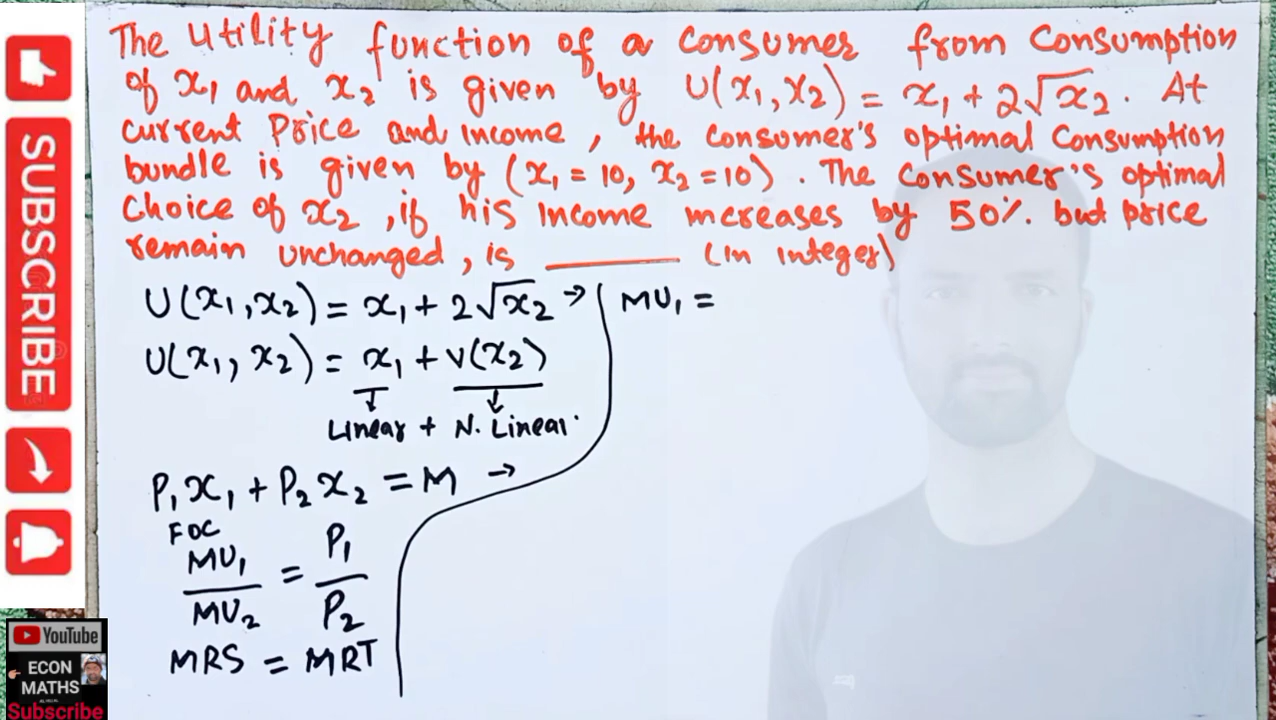 The Utility function of a Consumer from Consumption
of x₁ and x₂ is given by U(x₁, x₂) = x₁ + 2√x₂. At
current Price and income, the consumer's optimal Consumption
bundle is given by (x₁ = 10, x₂ = 10). The Consumer's optimal
Choice of x₂, if his income increases by 50%. but price
remain unchanged, is ______ (in integer)
U(x₁, x₂) = x₁ + 2√x₂ →
MU₁ =
U(x₁, x₂) = x₁ + v(x₂)
Linear + N. Linear.
P₁x₁ + P₂x₂ = M →
FOC
MU₁/MU₂ = P₁/P₂
MRS = MRT
SUBSCRIBE
YouTube
ECON
MATHS
Subscribe